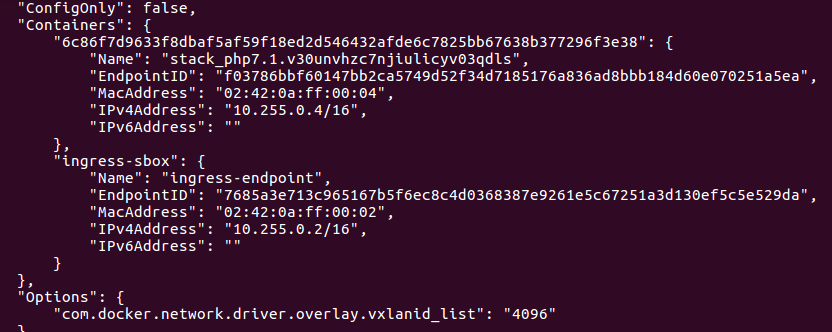 "ConfigOnly": false,
"Containers": {
"6c86f7d9633f8dbaf5af59f18ed2d546432afde6c7825bb67638b377296f3e38": {
"Name": "stack_php7.1.v30unvhzc7njiulicyv03qdls",
"EndpointID": "f03786bbf60147bb2ca5749d52f34d7185176a836ad8bbb184d60e070251a5ea",
"MacAddress": "02:42:0a:ff:00:04",
"IPv4Address": "10.255.0.4/16",
"IPv6Address": ""
},
"ingress-sbox": {
"Name": "ingress-endpoint",
"EndpointID": "7685a3e713c965167b5f6ec8c4d0368387e9261e5c67251a3d130ef5c5e529da",
"MacAddress": "02:42:0a:ff:00:02",
"IPv4Address": "10.255.0.2/16",
"IPv6Address": ""
}
},
"Options": {
"com.docker.network.driver.overlay.vxlanid_list": "4096"
}